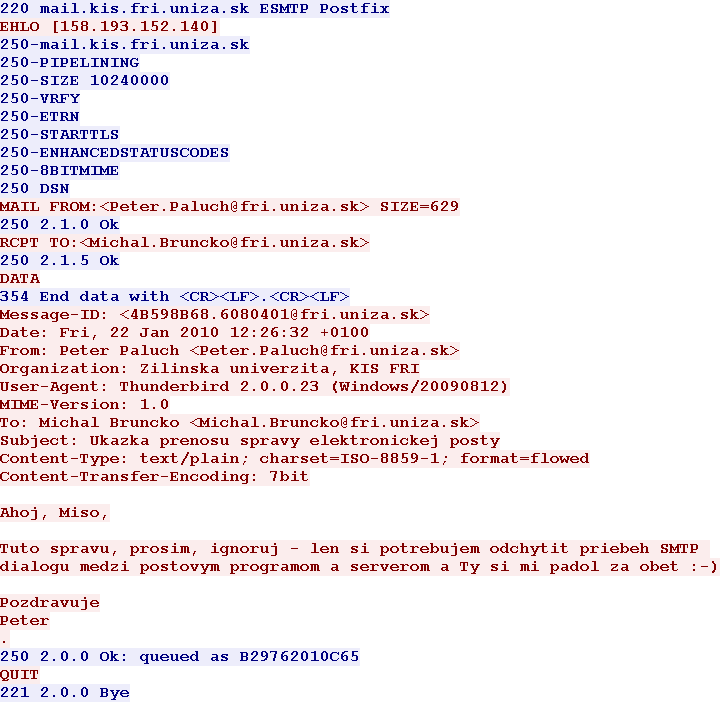 220 mail.kis.fri.uniza.sk ESMTP Postfix
EHLO [158.193.152.140]
250-mail.kis.fri.uniza.sk
250-PIPELINING
250-SIZE 10240000
250-VRFY
250-ETRN
250-STARTTLS
250-ENHANCEDSTATUSCODES
250-8BITMIME
250 DSN
MAIL FROM:<Peter.Paluch@fri.uniza.sk> SIZE=629
250 2.1.0 Ok
RCPT TO:<Michal.Bruncko@fri.uniza.sk>
250 2.1.5 Ok
DATA
354 End data with <CR><LF>.<CR><LF>
Message-ID: <4B598B68.6080401@fri.uniza.sk>
Date: Fri, 22 Jan 2010 12:26:32 +0100
From: Peter Paluch <Peter.Paluch@fri.uniza.sk>
Organization: Zilinska univerzita, KIS FRI
User-Agent: Thunderbird 2.0.0.23 (Windows/20090812)
MIME-Version: 1.0
To: Michal Bruncko <Michal.Bruncko@fri.uniza.sk>
Subject: Ukazka prenosu spravy elektronickej posty
Content-Type: text/plain; charset=ISO-8859-1; format=flowed
Content-Transfer-Encoding: 7bit
Ahoj, Miso,
Tuto spravu, prosim, ignoruj - len si potrebujem odchytit priebeh SMTP
dialogu medzi postovym programom a serverom a Ty si mi padol za obet :-)
Pozdravuje
Peter
.
250 2.0.0 Ok: queued as B29762010C65
QUIT
221 2.0.0 Bye